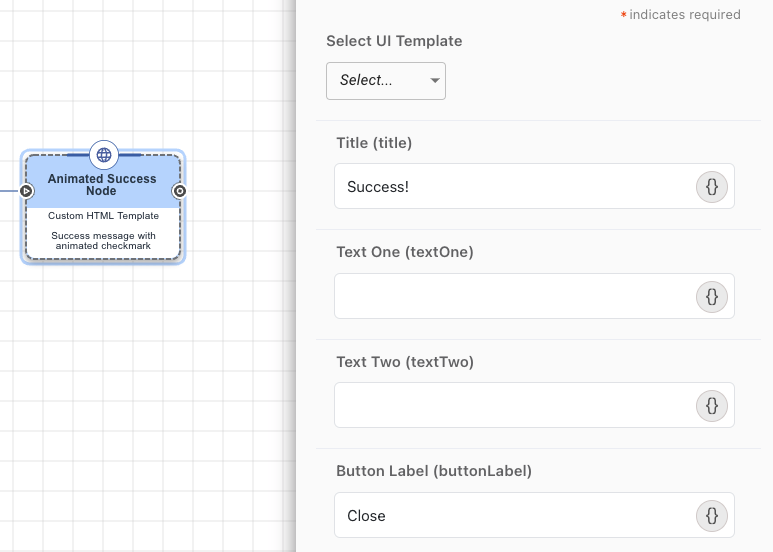 * indicates required
Select UI Template
Select...
Title (title)
Success! {}
Text One (textOne)
{}
Text Two (textTwo)
{}
Button Label (buttonLabel)
Close {}
Animated Success
Node
Custom HTML Template
Success message with
animated checkmark